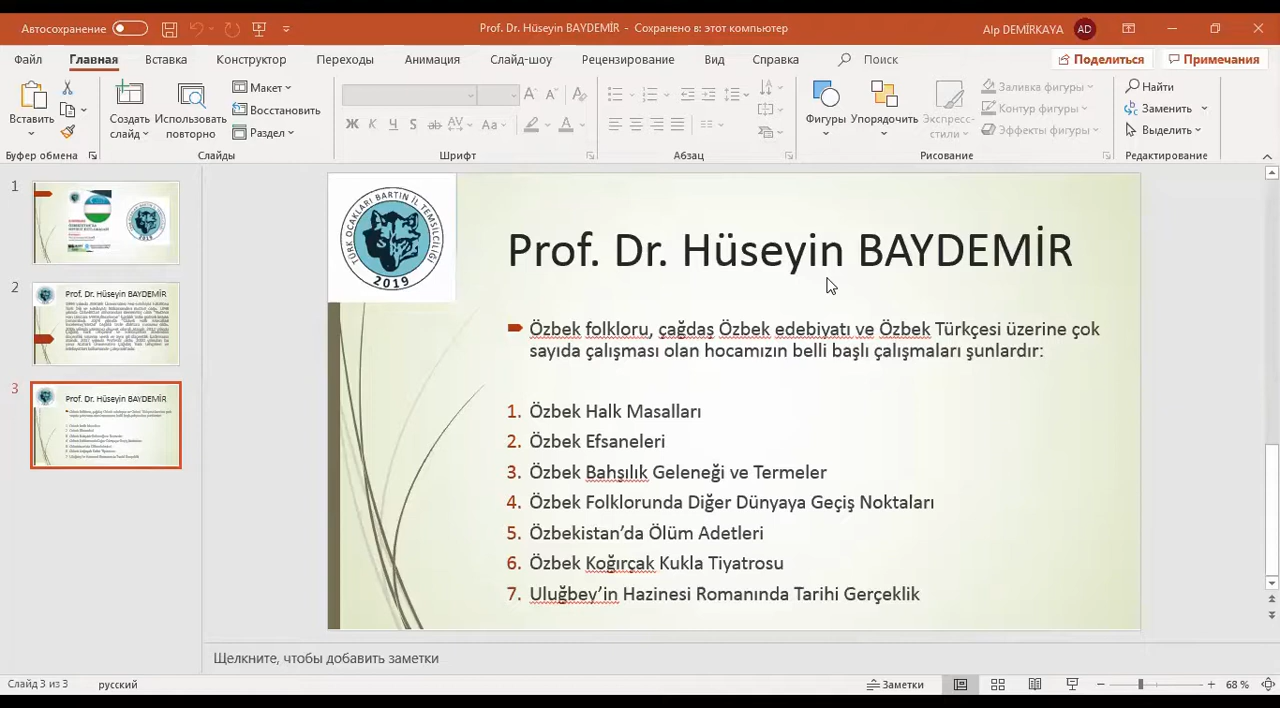 Автосохранение
Prof. Dr. Hüseyin BAYDEMİR - Сохранено в: этот компьютер
Alp DEMİRKAYA AD
Файл Главная Вставка Конструктор Переходы Анимация Слайд-шоу Рецензирование Вид Справка Поиск Поделиться Примечания
Вставить
Создать слайд
Использовать повторно
Макет
Восстановить
Раздел
Ж К Ч S ab AV Aa A
Фигуры
Упорядочить
Экспресс-стили
Заливка фигуры
Контур фигуры
Эффекты фигуры
Найти
Заменить
Выделить
Буфер обмена Слайды Шрифт Абзац Рисование Редактирование
1
2
Prof. Dr. Hüseyin BAYDEMİR
3
Prof. Dr. Hüseyin BAYDEMİR
TÜRK OCAKLARI BARTIN İL TEMSİLCİLİĞİ
2019
Prof. Dr. Hüseyin BAYDEMİR
Özbek folkloru, çağdaş Özbek edebiyatı ve Özbek Türkçesi üzerine çok
sayıda çalışması olan hocamızın belli başlı çalışmaları şunlardır:
1. Özbek Halk Masalları
2. Özbek Efsaneleri
3. Özbek Bahşılık Geleneği ve Termeler
4. Özbek Folklorunda Diğer Dünyaya Geçiş Noktaları
5. Özbekistan’da Ölüm Adetleri
6. Özbek Koğırçak Kukla Tiyatrosu
7. Uluğbey’in Hazinesi Romanında Tarihi Gerçeklik
Щелкните, чтобы добавить заметки
Слайд 3 из 3 русский Заметки 68 %